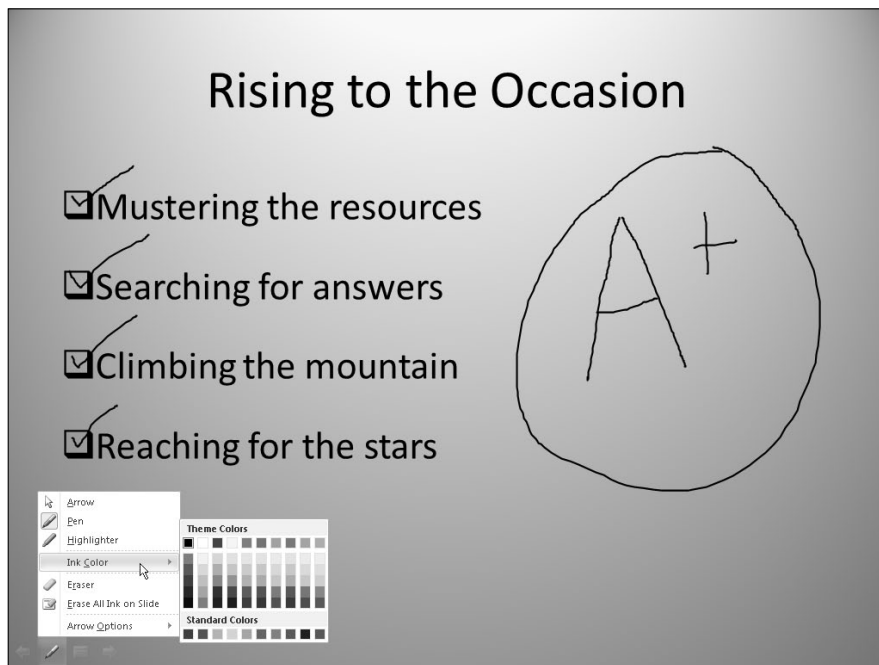 Rising to the Occasion
Mustering the resources
Searching for answers
Climbing the mountain
Reaching for the stars
A+
Arrow
Pen
Highlighter
Ink Color
Eraser
Erase All Ink on Slide
Arrow Options
Theme Colors
Standard Colors